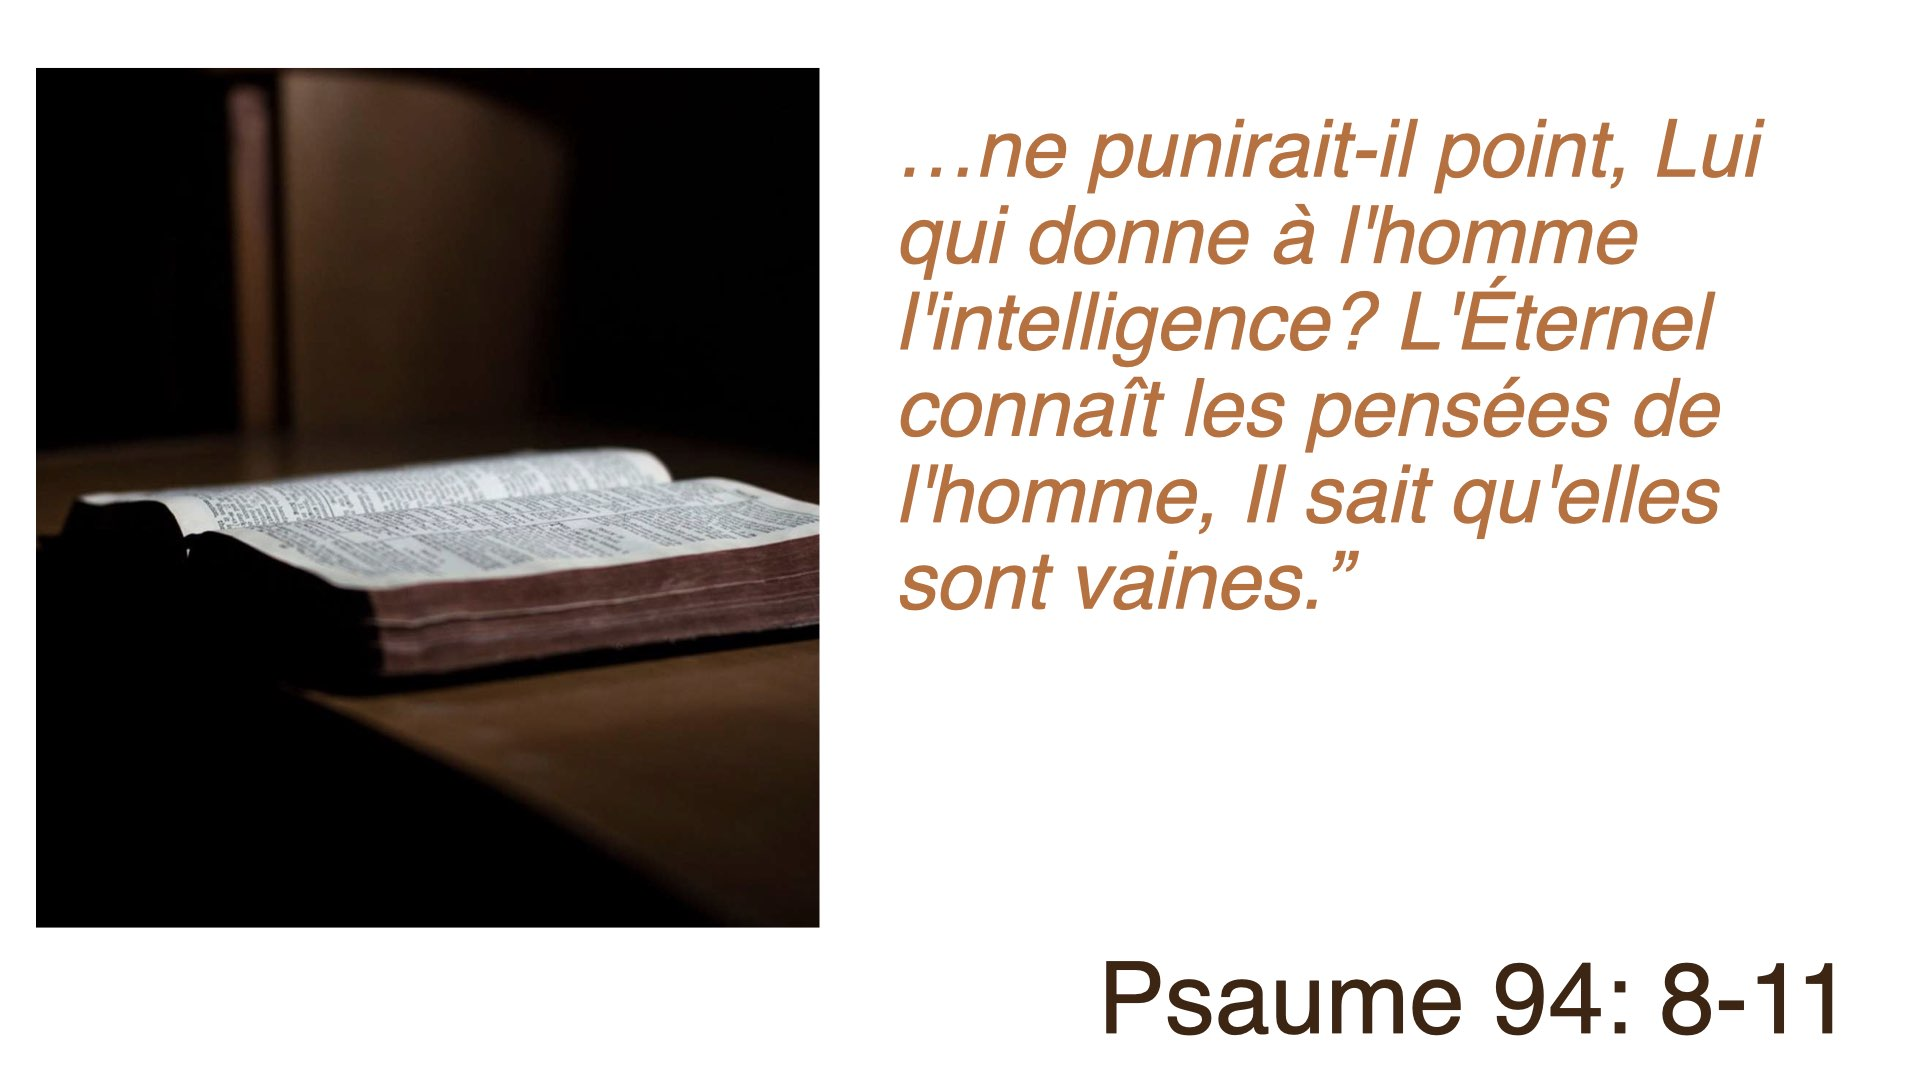 …ne punirait-il point, Lui
qui donne à l'homme
l'intelligence? L'Éternel
connaît les pensées de
l'homme, Il sait qu'elles
sont vaines.”
Psaume 94: 8-11